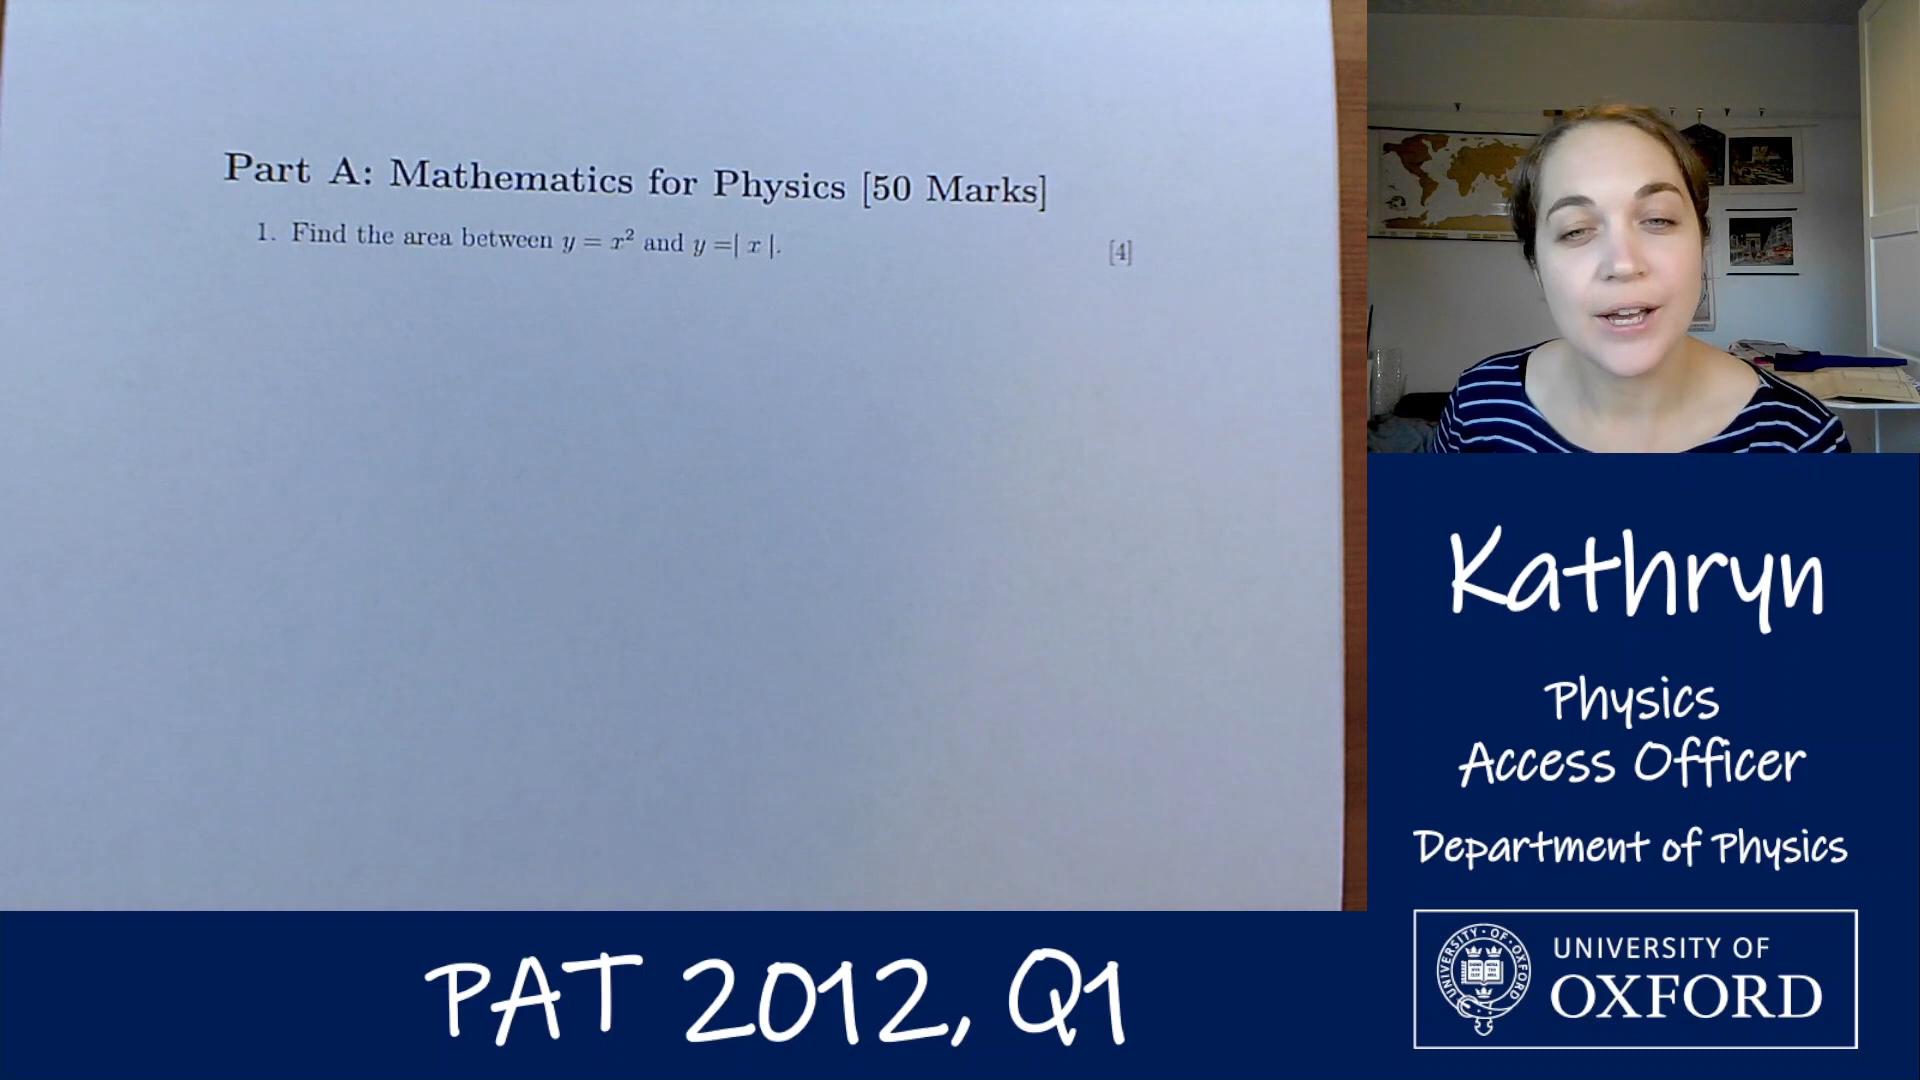 Part A: Mathematics for Physics [50 Marks]
1. Find the area between y = x² and y =| x |. [4]
Kathryn
Physics
Access Officer
Department of Physics
UNIVERSITY OF
OXFORD
PAT 2012, Q1